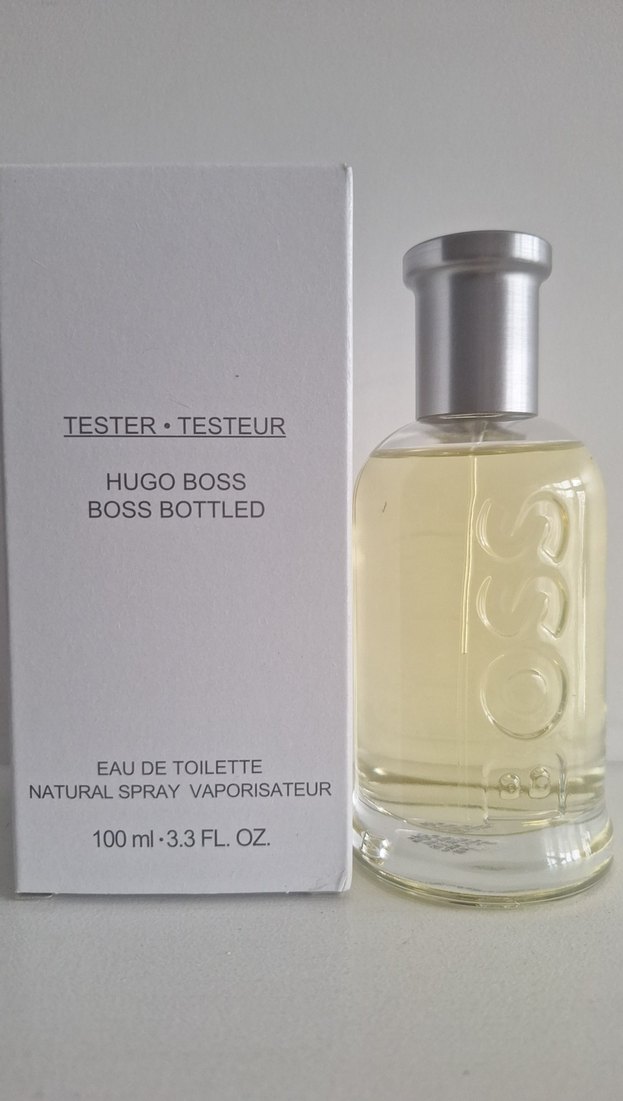 TESTER • TESTEUR
HUGO BOSS
BOSS BOTTLED
EAU DE TOILETTE
NATURAL SPRAY VAPORISATEUR
100 ml • 3.3 FL. OZ.
BOSS